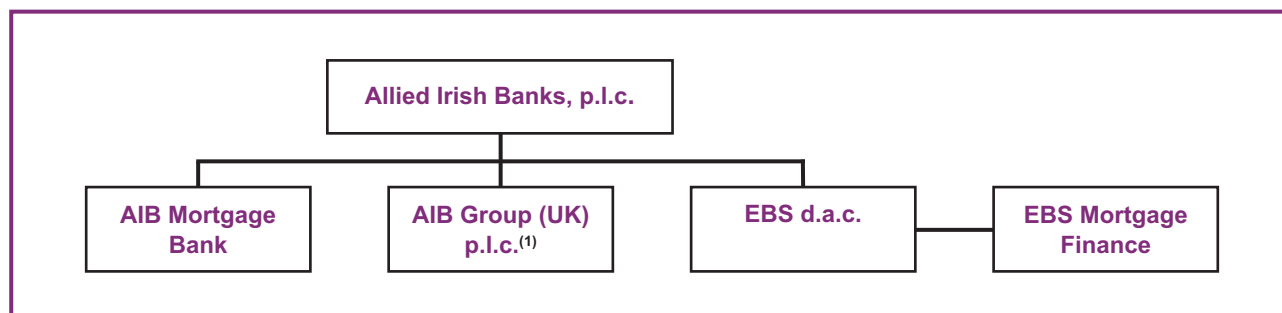 Allied Irish Banks, p.l.c.
AIB Mortgage
Bank
AIB Group (UK)
p.l.c.(1)
EBS d.a.c.
EBS Mortgage
Finance